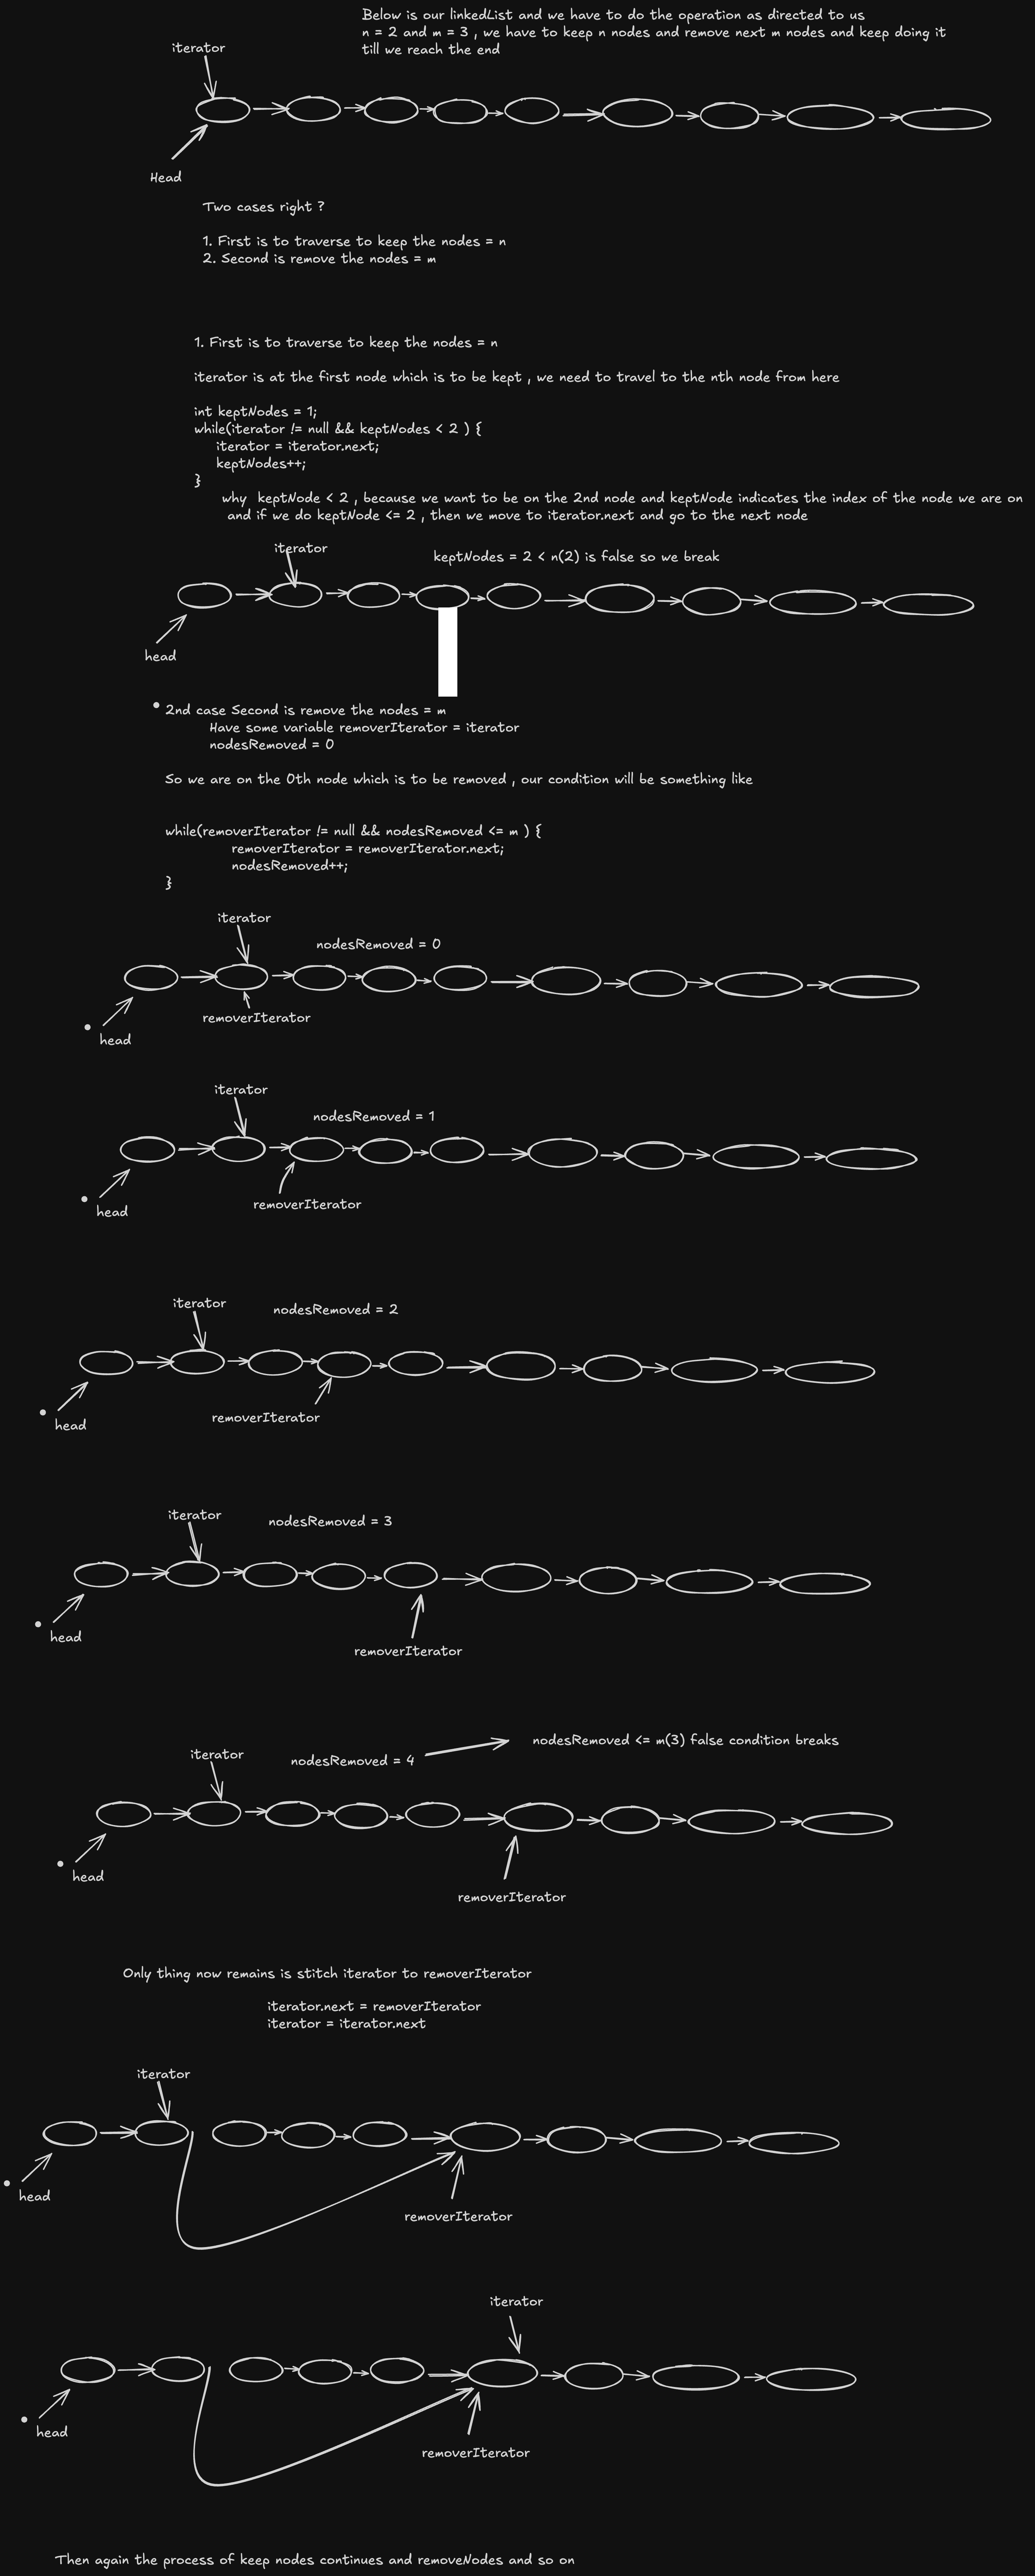 Below is our linkedList and we have to do the operation as directed to us
n = 2 and m = 3 , we have to keep n nodes and remove next m nodes and keep doing it
till we reach the end
iterator
Head
Two cases right ?
1. First is to traverse to keep the nodes = n
2. Second is remove the nodes = m
1. First is to traverse to keep the nodes = n
iterator is at the first node which is to be kept , we need to travel to the nth node from here
int keptNodes = 1;
while(iterator != null && keptNodes < 2 ) {
iterator = iterator.next;
keptNodes++;
}
why keptNode < 2 , because we want to be on the 2nd node and keptNode indicates the index of the node we are on
and if we do keptNode <= 2 , then we move to iterator.next and go to the next node
iterator
keptNodes = 2 < n(2) is false so we break
head
2nd case Second is remove the nodes = m
Have some variable removerIterator = iterator
nodesRemoved = 0
So we are on the 0th node which is to be removed , our condition will be something like
while(removerIterator != null && nodesRemoved <= m ) {
removerIterator = removerIterator.next;
nodesRemoved++;
}
iterator
nodesRemoved = 0
removerIterator
head
iterator
nodesRemoved = 1
removerIterator
head
iterator
nodesRemoved = 2
removerIterator
head
iterator
nodesRemoved = 3
head
removerIterator
nodesRemoved <= m(3) false condition breaks
iterator
nodesRemoved = 4
head
removerIterator
Only thing now remains is stitch iterator to removerIterator
iterator.next = removerIterator
iterator = iterator.next
iterator
head
removerIterator
iterator
head
removerIterator
Then again the process of keep nodes continues and removeNodes and so on